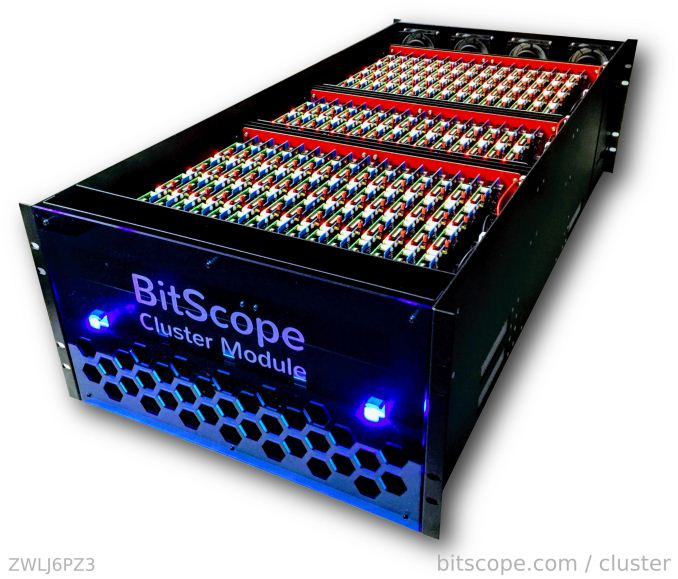 BitScope
Cluster Module
ZWLJ6PZ3
bitscope.com / cluster